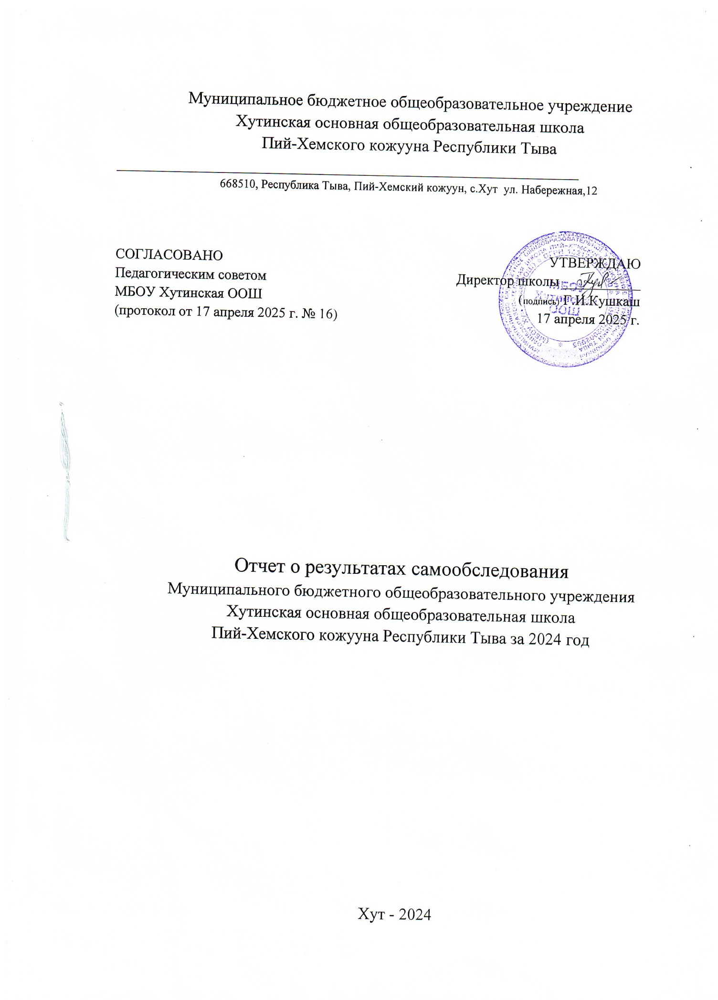 Муниципальное бюджетное общеобразовательное учреждение
Хутинская основная общеобразовательная школа
Пий-Хемского кожууна Республики Тыва
668510, Республика Тыва, Пий-Хемский кожуун, с.Хут ул. Набережная,12
СОГЛАСОВАНО
Педагогическим советом
МБОУ Хутинская ООШ
(протокол от 17 апреля 2025 г. № 16)
УТВЕРЖДАЮ
Директор школы
(подпись) Г.И.Кушкаш
17 апреля 2025 г.
МБОУ
ООШ
Отчет о результатах самообследования
Муниципального бюджетного общеобразовательного учреждения
Хутинская основная общеобразовательная школа
Пий-Хемского кожууна Республики Тыва за 2024 год
Хут - 2024